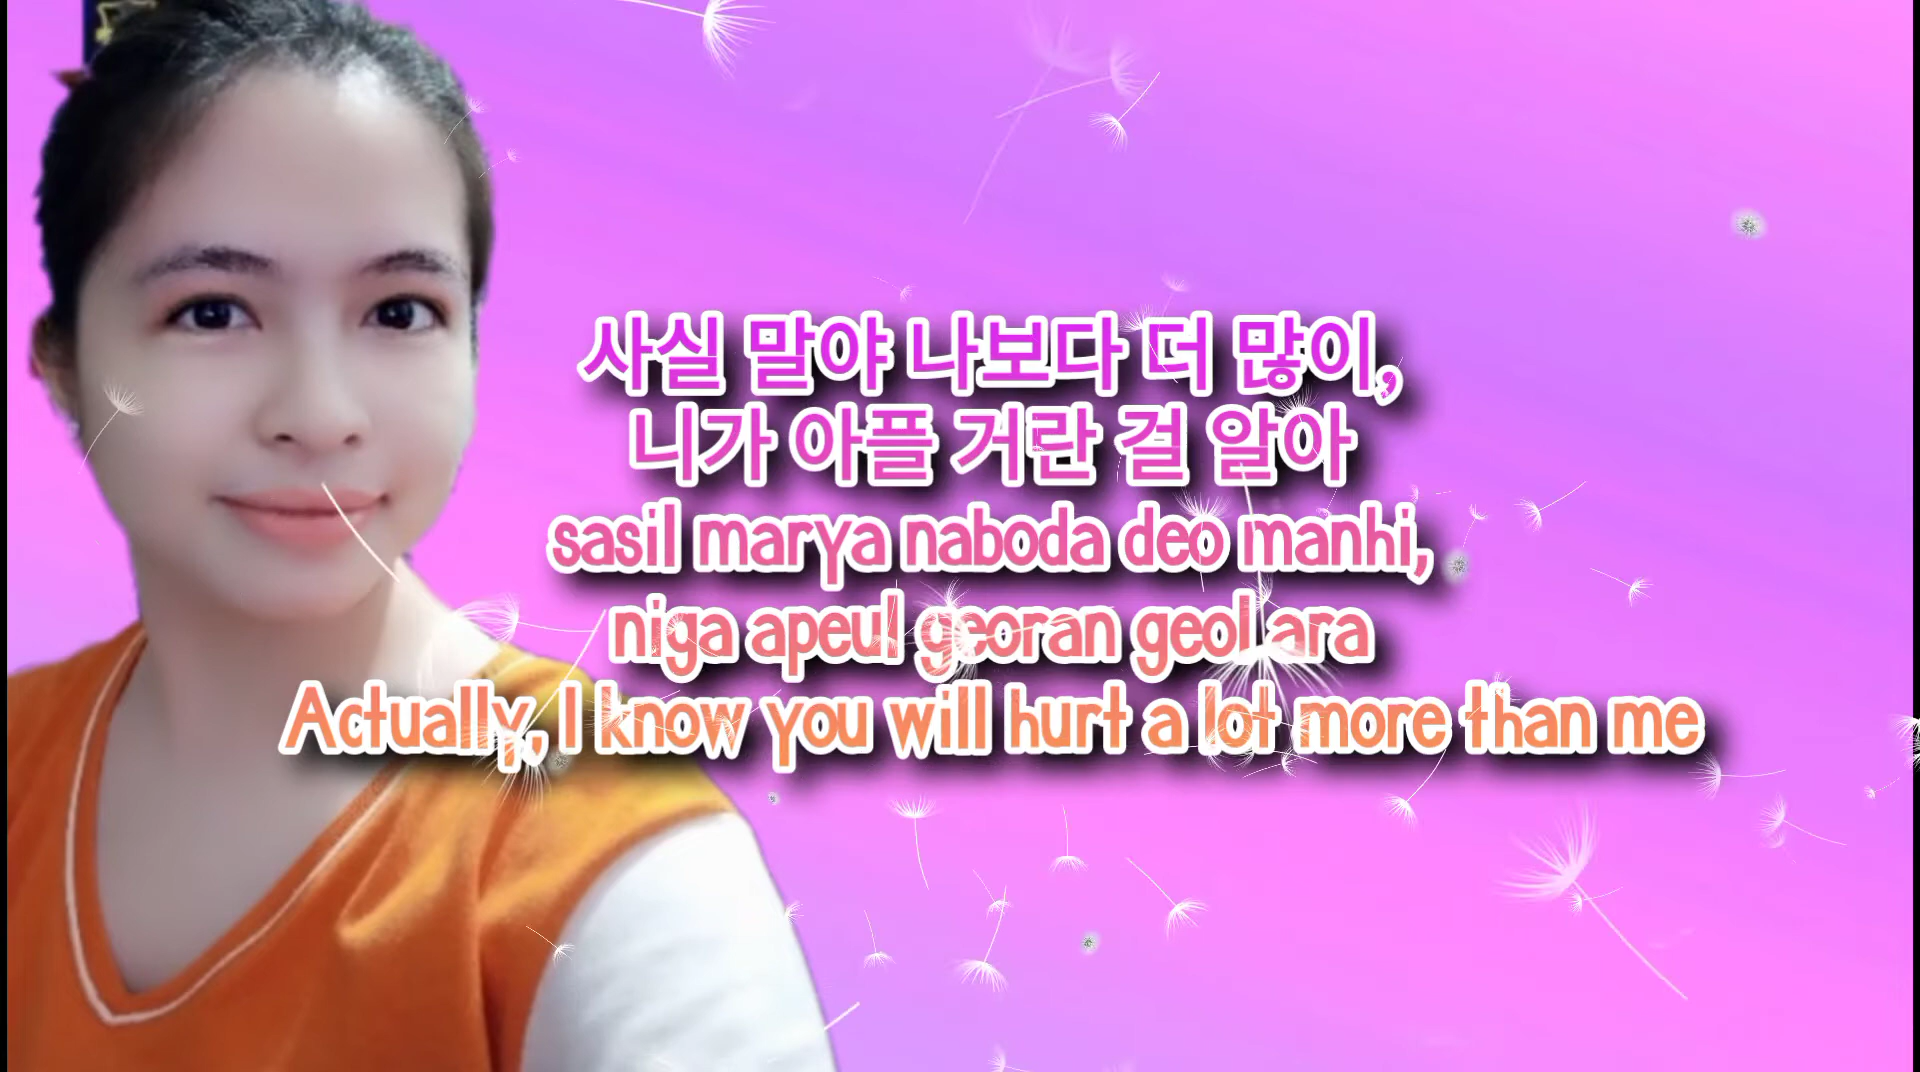 사실 말야 나보다 더 많이,
니가 아플 거란 걸 알아
sasil marya naboda deo manhi,
niga apeul georan geol ara
Actually, I know you will hurt a lot more than me